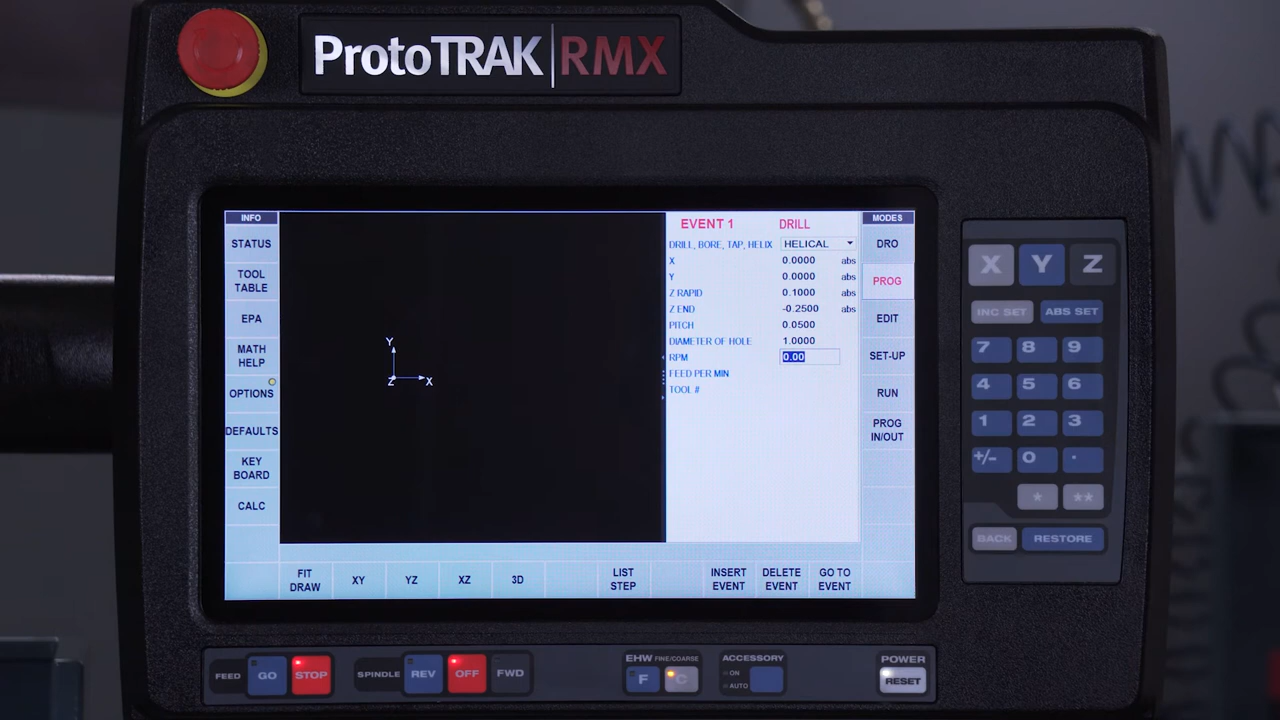 ProtoTRAK RMX
INFO
STATUS
TOOL
TABLE
EPA
MATH
HELP
OPTIONS
DEFAULTS
KEY
BOARD
CALC
Y
Z
X
EVENT 1 DRILL
DRILL, BORE, TAP, HELIX HELICAL
X 0.0000 abs
Y 0.0000 abs
Z RAPID 0.1000 abs
Z END -0.2500 abs
PITCH 0.0500
DIAMETER OF HOLE 1.0000
RPM 0.00
FEED PER MIN
TOOL #
MODES
DRO
PROG
EDIT
SET-UP
RUN
PROG
IN/OUT
FIT
DRAW
XY
YZ
XZ
3D
LIST
STEP
INSERT
EVENT
DELETE
EVENT
GO TO
EVENT
X Y Z
INC SET ABS SET
7 8 9
4 5 6
1 2 3
+/- 0 .
* **
BACK RESTORE
FEED GO STOP
SPINDLE REV OFF FWD
EHW FINE/COARSE
F C
ACCESSORY
ON
AUTO
POWER
RESET